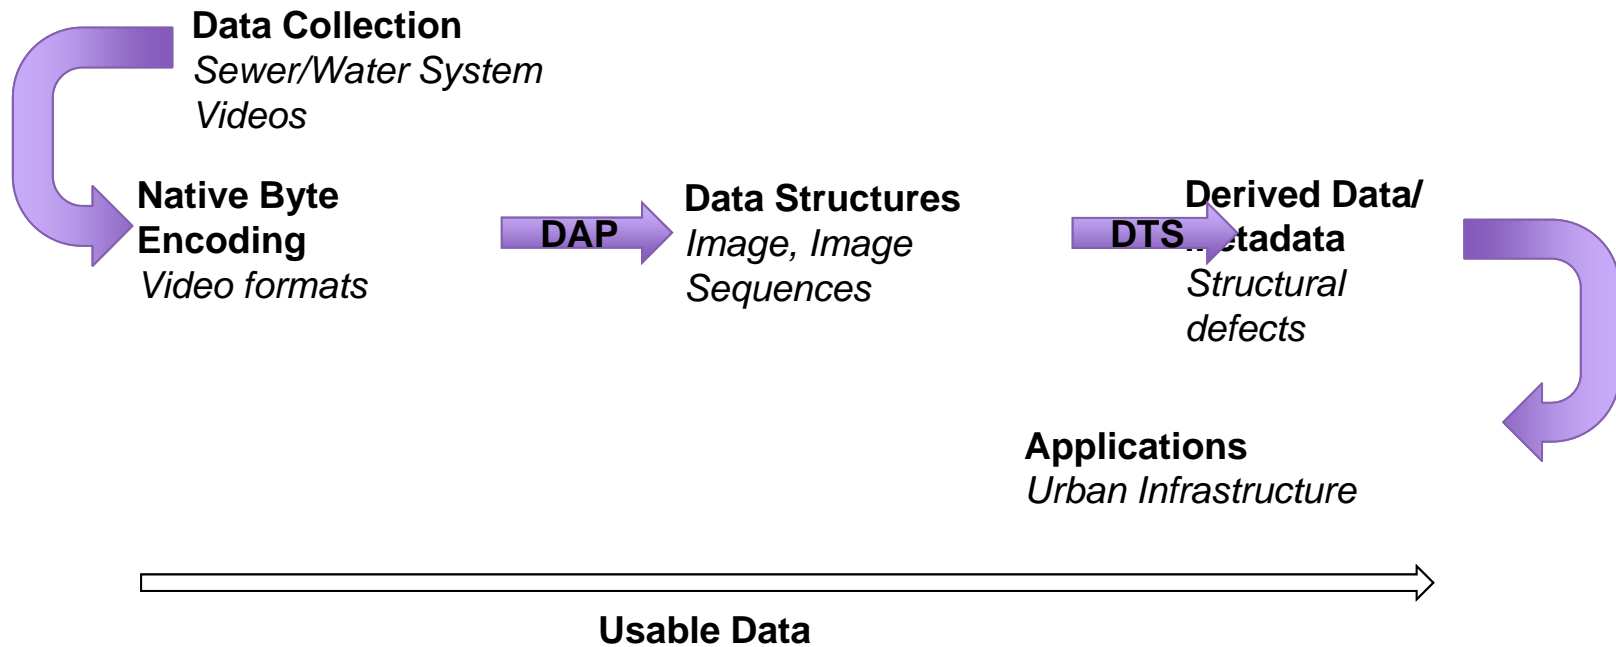 Data Collection
Sewer/Water System
Videos
Native Byte
Encoding
Video formats
DAP
Data Structures
Image, Image
Sequences
DTS
Derived Data/
Metadata
Structural
defects
Applications
Urban Infrastructure
Usable Data